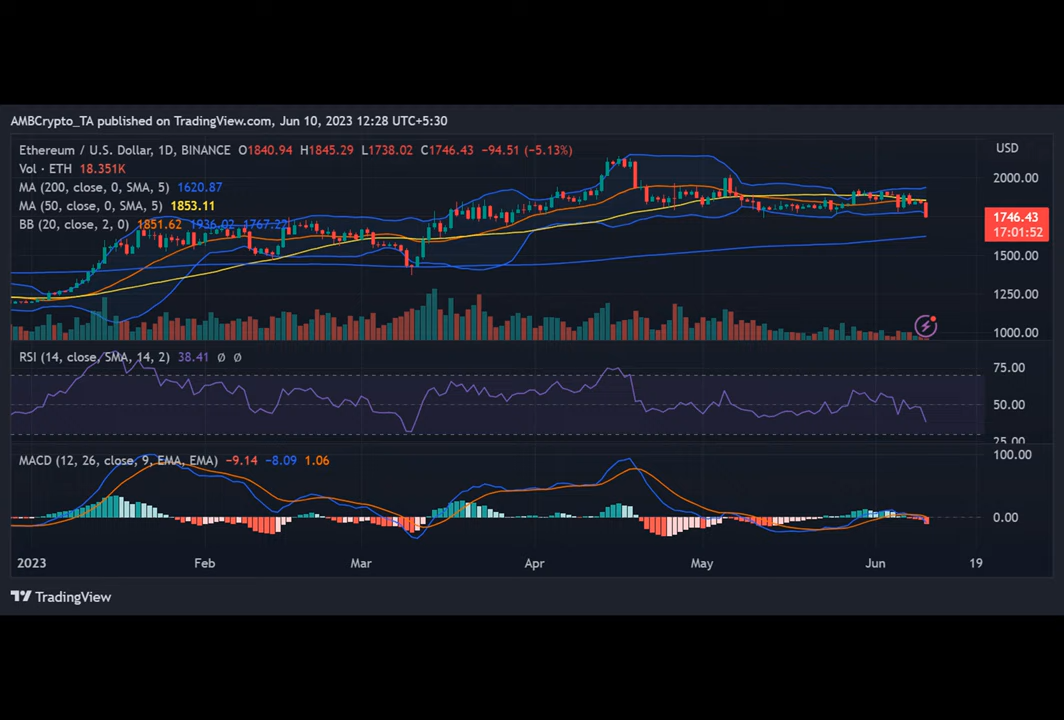 AMBCrypto_TA published on TradingView.com, Jun 10, 2023 12:28 UTC+5:30
Ethereum / U.S. Dollar, 1D, BINANCE O1840.94 H1845.29 L1738.02 C1746.43 −94.51 (−5.13%)
USD
Vol · ETH 18.351K
2000.00
MA (200, close, 0, SMA, 5) 1620.87
MA (50, close, 0, SMA, 5) 1853.11
BB (20, close, 2, 0) 1851.62 1936.02 1767.22
1746.43
17:01:52
1500.00
1250.00
1000.00
RSI (14, close, SMA, 14, 2) 38.41 Ø Ø
75.00
50.00
25.00
MACD (12, 26, close, 9, EMA, EMA) −9.14 −8.09 1.06
100.00
0.00
2023 Feb Mar Apr May Jun 19
TradingView